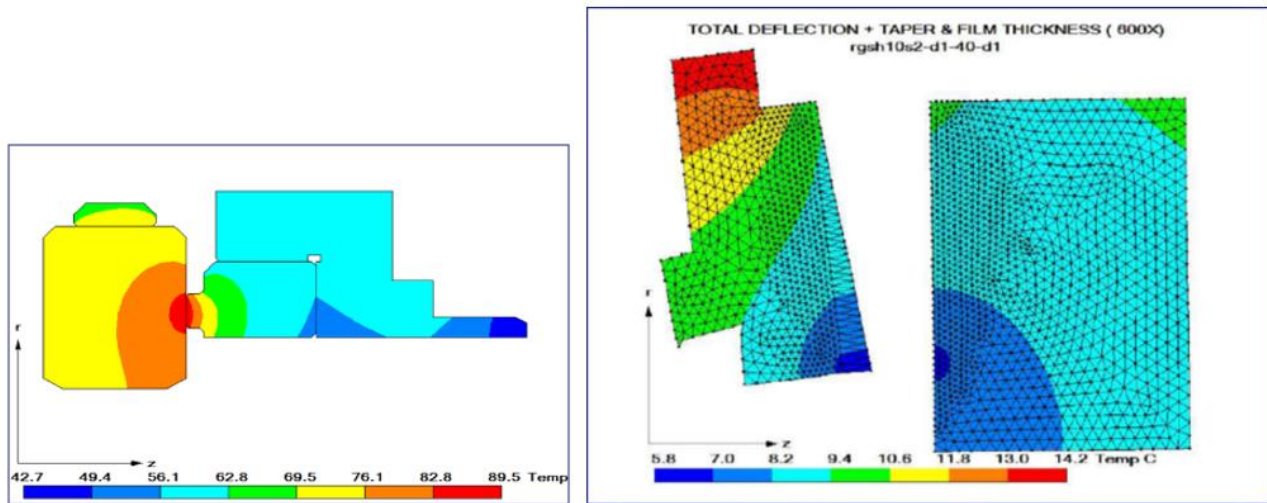 r
z
42.7 49.4 56.1 62.8 69.5 76.1 82.8 89.5 Temp
TOTAL DEFLECTION + TAPER & FILM THICKNESS ( 600X)
rgsh10s2-d1-40-d1
r
z
5.8 7.0 8.2 9.4 10.6 11.8 13.0 14.2 Temp C